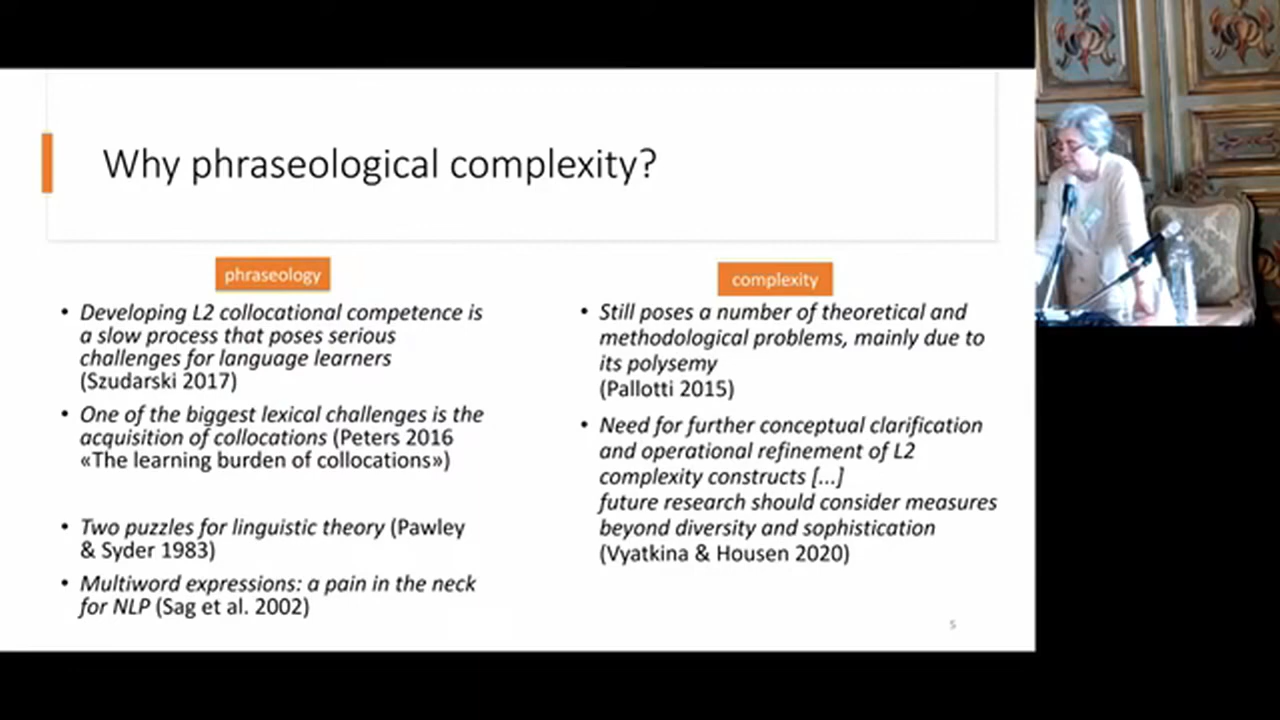 Why phraseological complexity?
phraseology
• Developing L2 collocational competence is
a slow process that poses serious
challenges for language learners
(Szudarski 2017)
• One of the biggest lexical challenges is the
acquisition of collocations (Peters 2016
«The learning burden of collocations»)
• Two puzzles for linguistic theory (Pawley
& Syder 1983)
• Multiword expressions: a pain in the neck
for NLP (Sag et al. 2002)
complexity
• Still poses a number of theoretical and
methodological problems, mainly due to
its polysemy
(Pallotti 2015)
• Need for further conceptual clarification
and operational refinement of L2
complexity constructs [...]
future research should consider measures
beyond diversity and sophistication
(Vyatkina & Housen 2020)
5